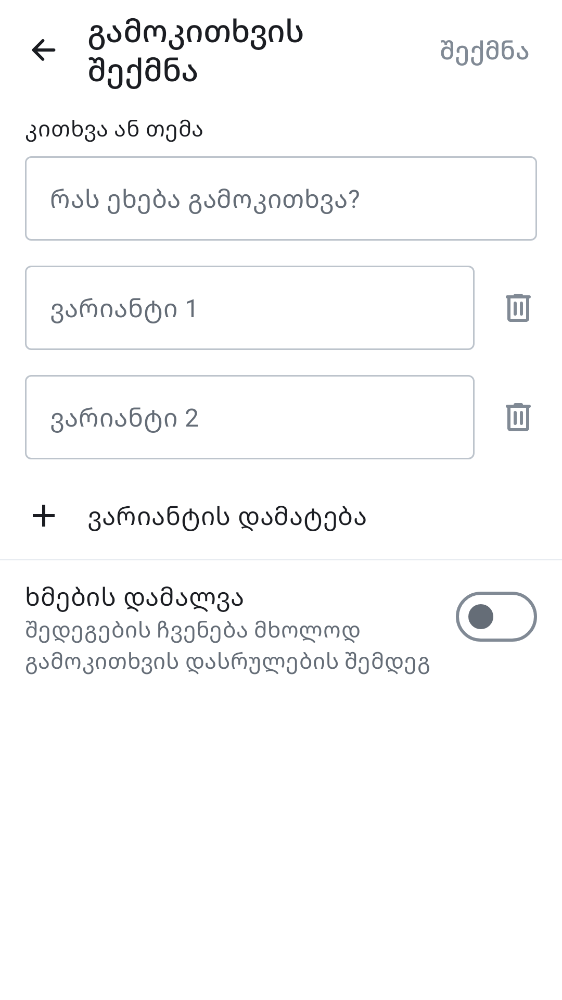 გამოკითხვის
შექმნა
შექმნა
კითხვა ან თემა
რას ეხება გამოკითხვა?
ვარიანტი 1
ვარიანტი 2
ვარიანტის დამატება
ხმების დამალვა
შედეგების ჩვენება მხოლოდ
გამოკითხვის დასრულების შემდეგ